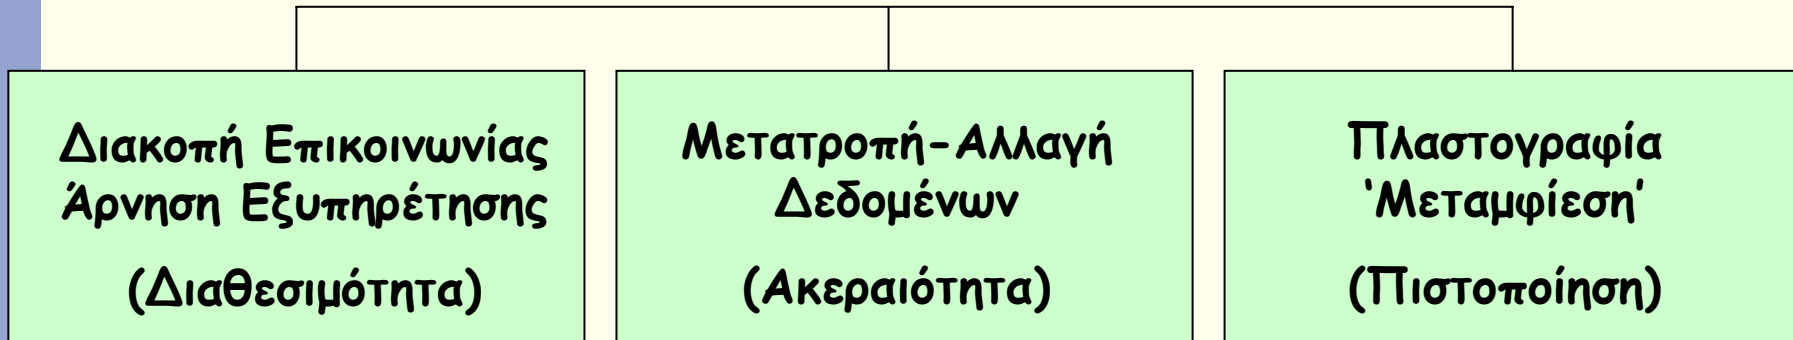 Διακοπή Επικοινωνίας
Άρνηση Εξυπηρέτησης
(Διαθεσιμότητα)
Μετατροπή-Αλλαγή
Δεδομένων
(Ακεραιότητα)
Πλαστογραφία
‘Μεταμφίεση’
(Πιστοποίηση)